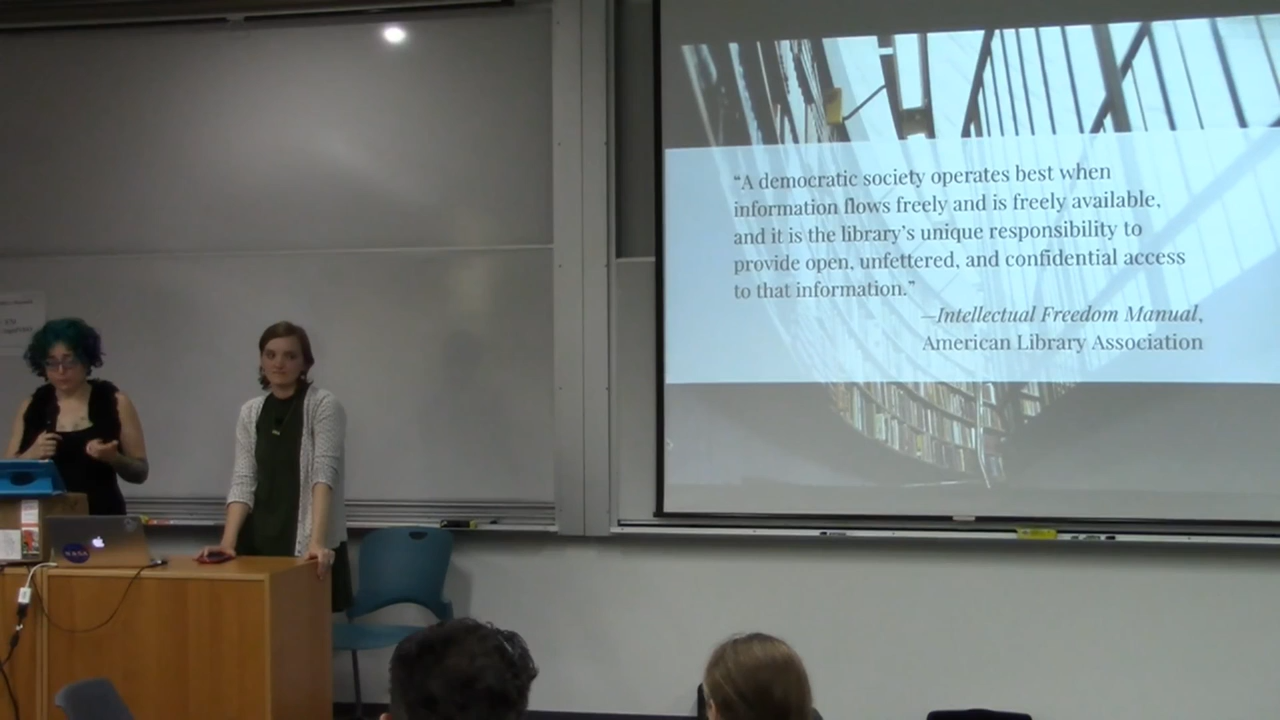 “A democratic society operates best when
information flows freely and is freely available,
and it is the library’s unique responsibility to
provide open, unfettered, and confidential access
to that information.”
—Intellectual Freedom Manual,
American Library Association
NASA